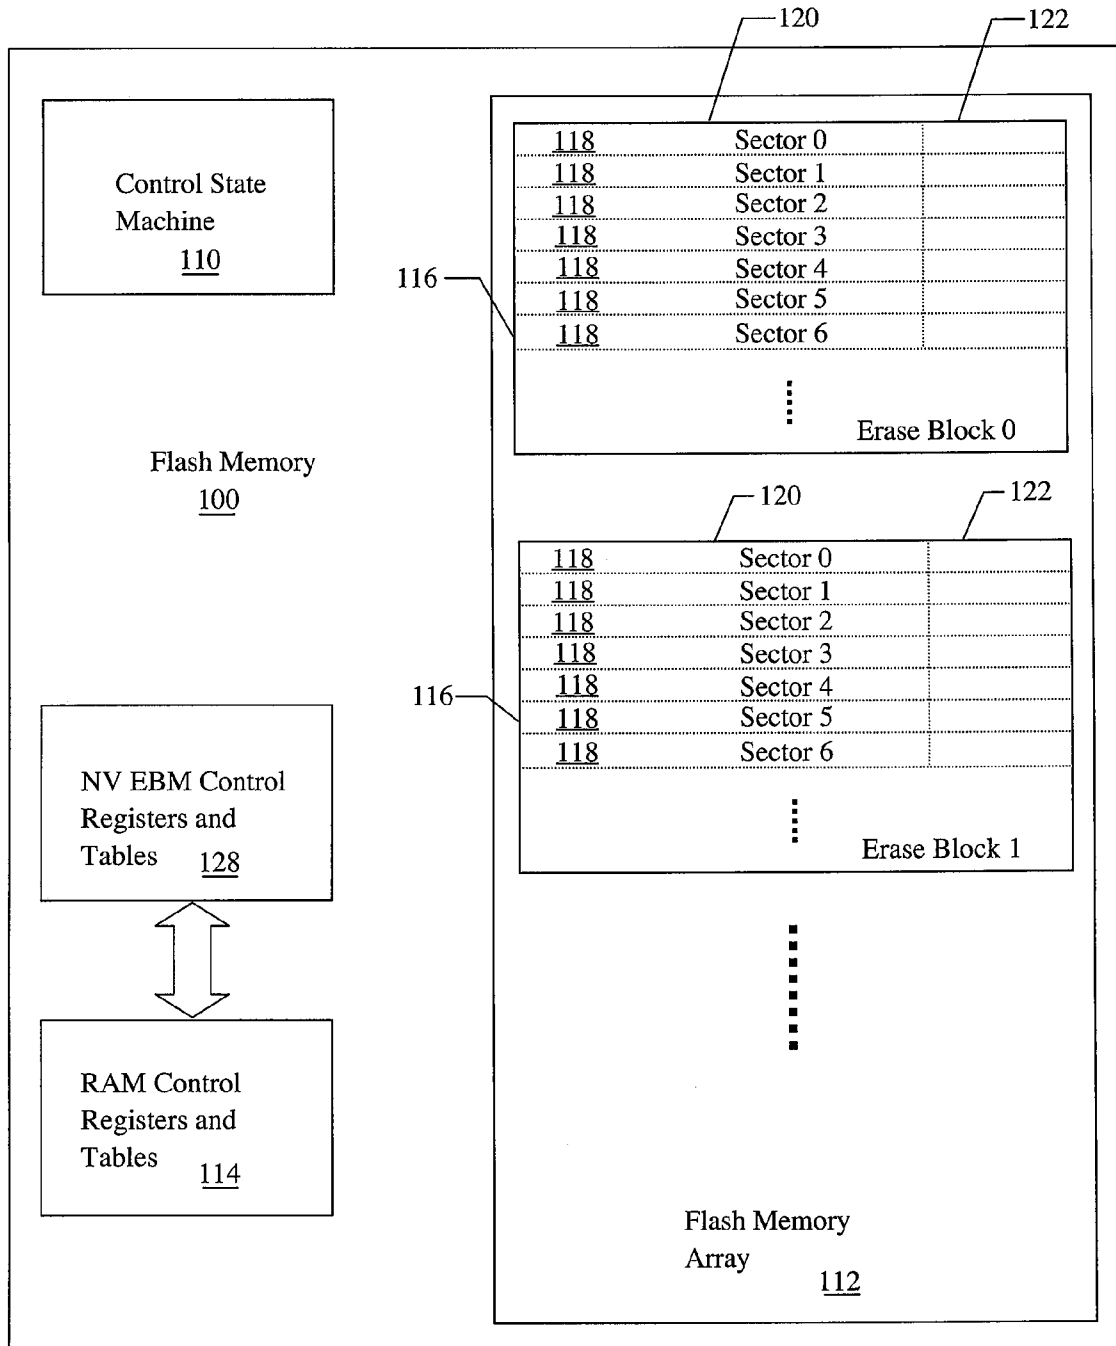 120
122
Control State
Machine
110
118 Sector 0
118 Sector 1
118 Sector 2
118 Sector 3
118 Sector 4
118 Sector 5
118 Sector 6
116
Erase Block 0
Flash Memory
100
120
122
118 Sector 0
118 Sector 1
118 Sector 2
118 Sector 3
118 Sector 4
118 Sector 5
118 Sector 6
116
Erase Block 1
NV EBM Control
Registers and
Tables 128
RAM Control
Registers and
Tables 114
Flash Memory
Array
112